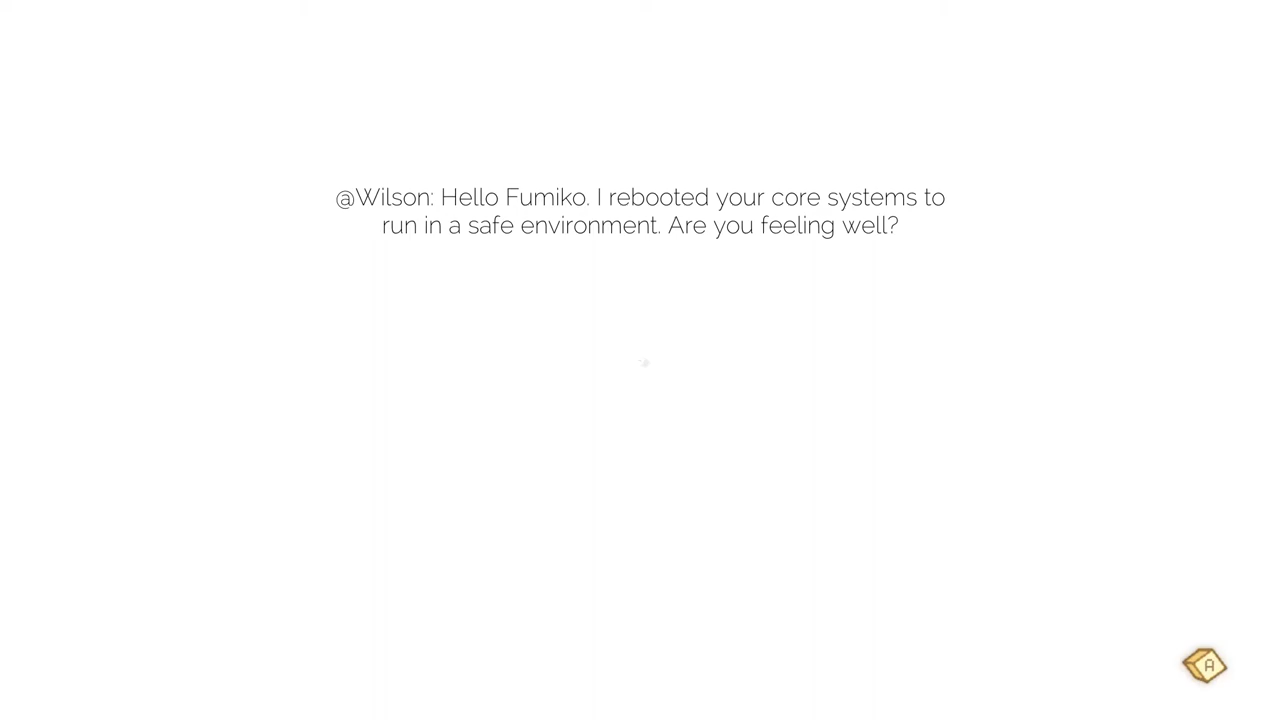 @Wilson: Hello Fumiko. I rebooted your core systems to
run in a safe environment. Are you feeling well?
A